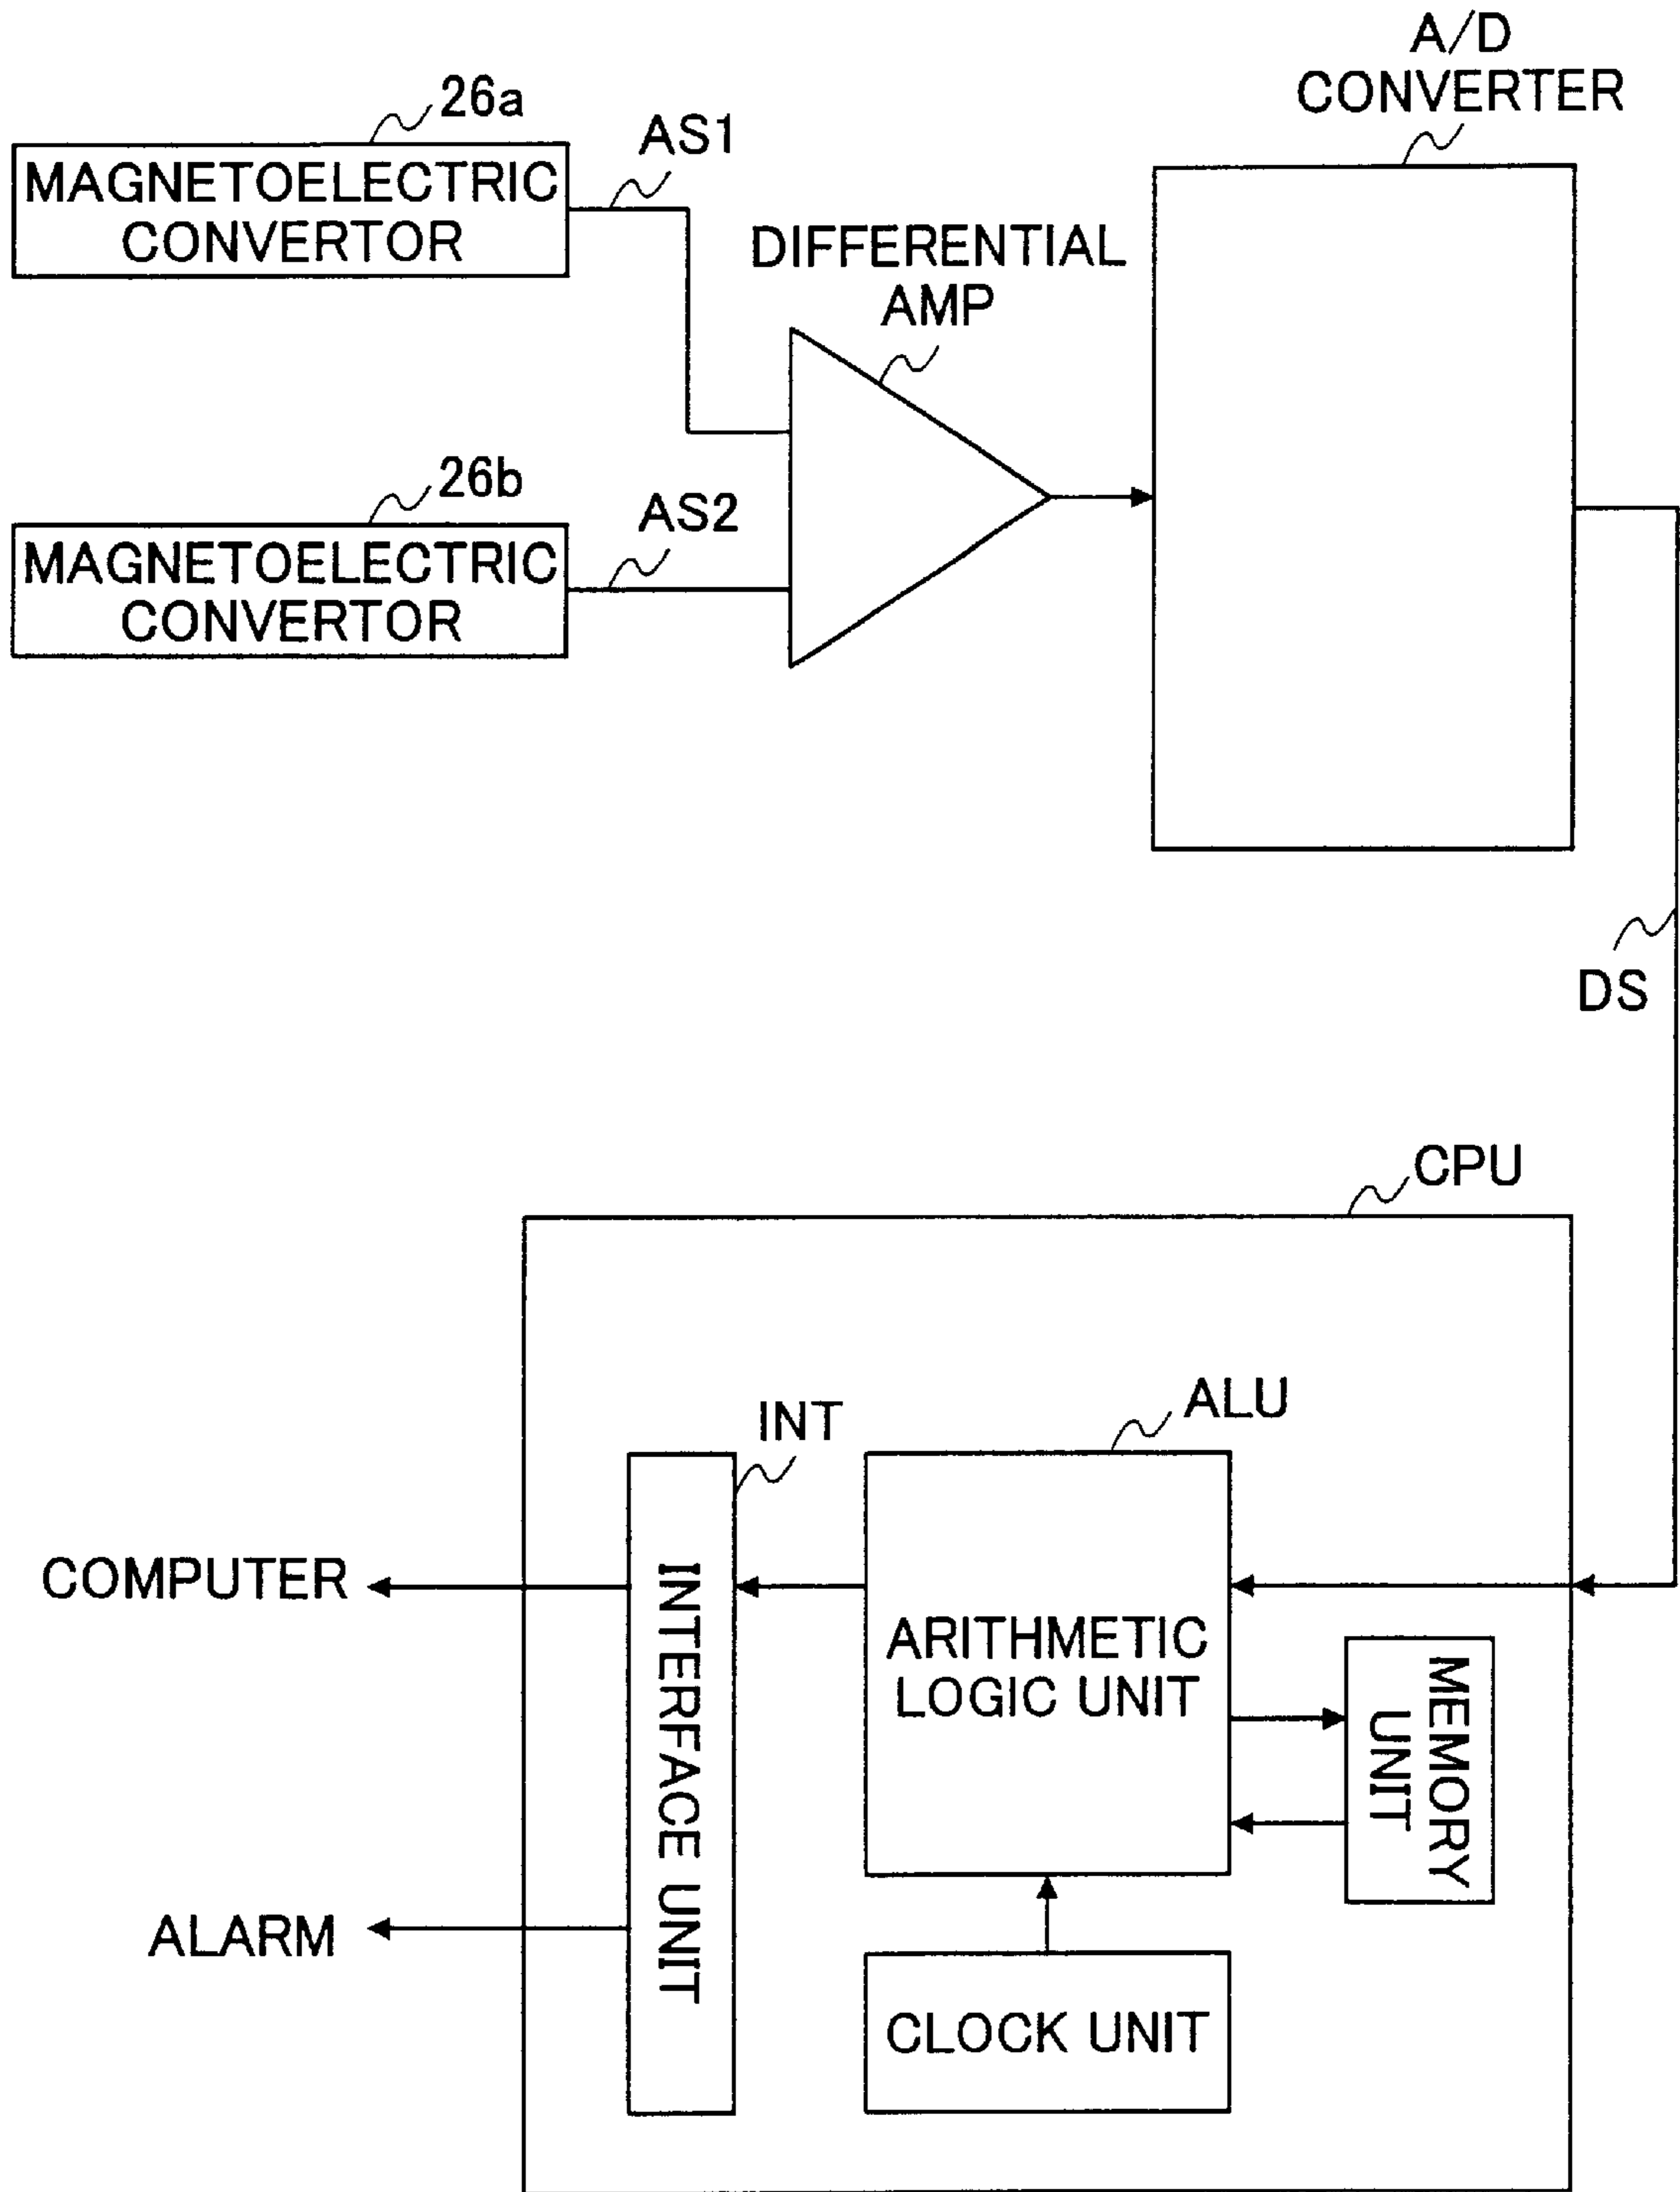 A/D
CONVERTER
26a
AS1
MAGNETOELECTRIC
CONVERTOR
DIFFERENTIAL
AMP
26b
AS2
MAGNETOELECTRIC
CONVERTOR
DS
CPU
INT
ALU
COMPUTER
INTERFACE UNIT
ARITHMETIC
LOGIC UNIT
MEMORY
UNIT
ALARM
CLOCK UNIT